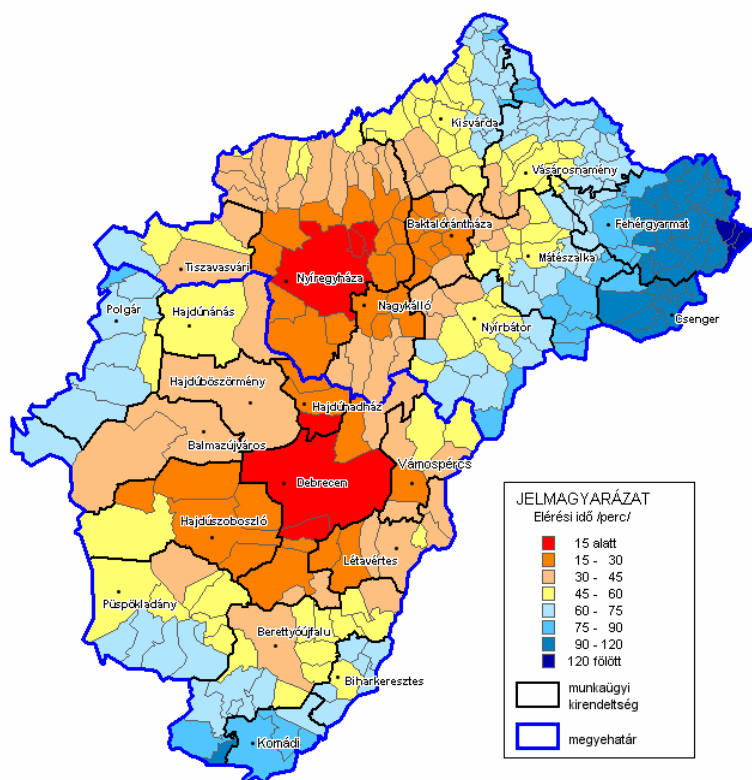 Kisvárda
Vásárosnamény
Baktalórántháza
Fehérgyarmat
Mátészalka
Tiszavasvári
Nyíregyháza
Polgár
Nagykálló
Hajdúnánás
Nyírbátor
Csenger
Hajdúböszörmény
Hajdúhadház
Balmazújváros
Vámospércs
Debrecen
Hajdúszoboszló
Létavértes
Püspökladány
Berettyóújfalu
Biharkeresztes
Komádi
JELMAGYARÁZAT
Elérési idő /perc/
15 alatt
15 - 30
30 - 45
45 - 60
60 - 75
75 - 90
90 - 120
120 fölött
munkaügyi
kirendeltség
megyehatár